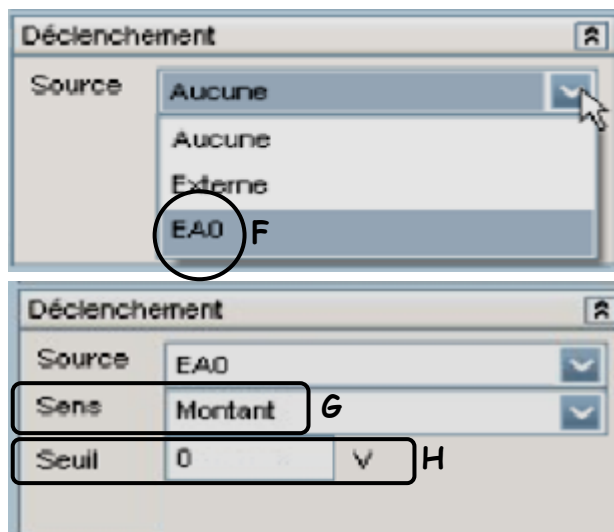 Déclenchement
Source Aucune
Aucune
Externe
EA0 F
Déclenchement
Source EA0
Sens Montant G
Seuil 0 V H